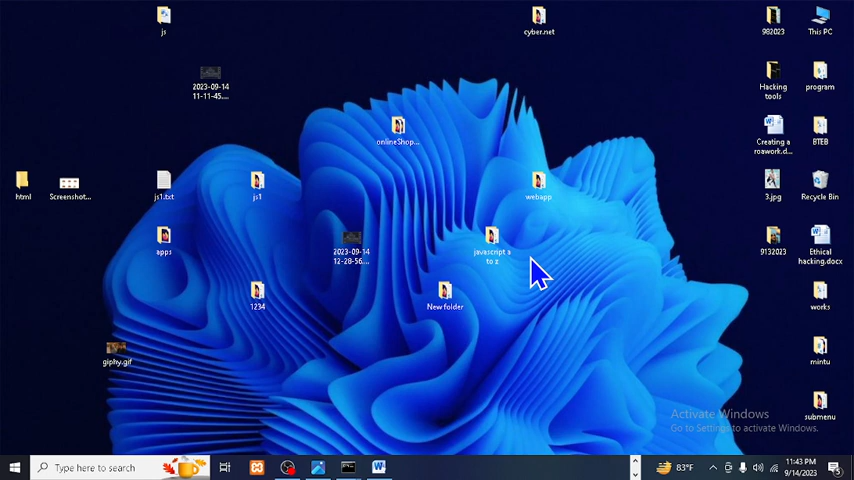 js
cyber.net
982023
This PC
2023-09-14
11-11-45....
Hacking
tools
program
onlineShop...
Creating a
roawork.d...
BTEB
html
Screenshot...
js1.txt
js1
webapp
3.jpg
Recycle Bin
apps
2023-09-14
12-28-56....
javascript a
to z
9132023
Ethical
hacking.docx
1234
New folder
works
giphy.gif
mintu
Activate Windows
Go to Settings to activate Windows.
submenu
Type here to search
83°F
11:43 PM
9/14/2023
5